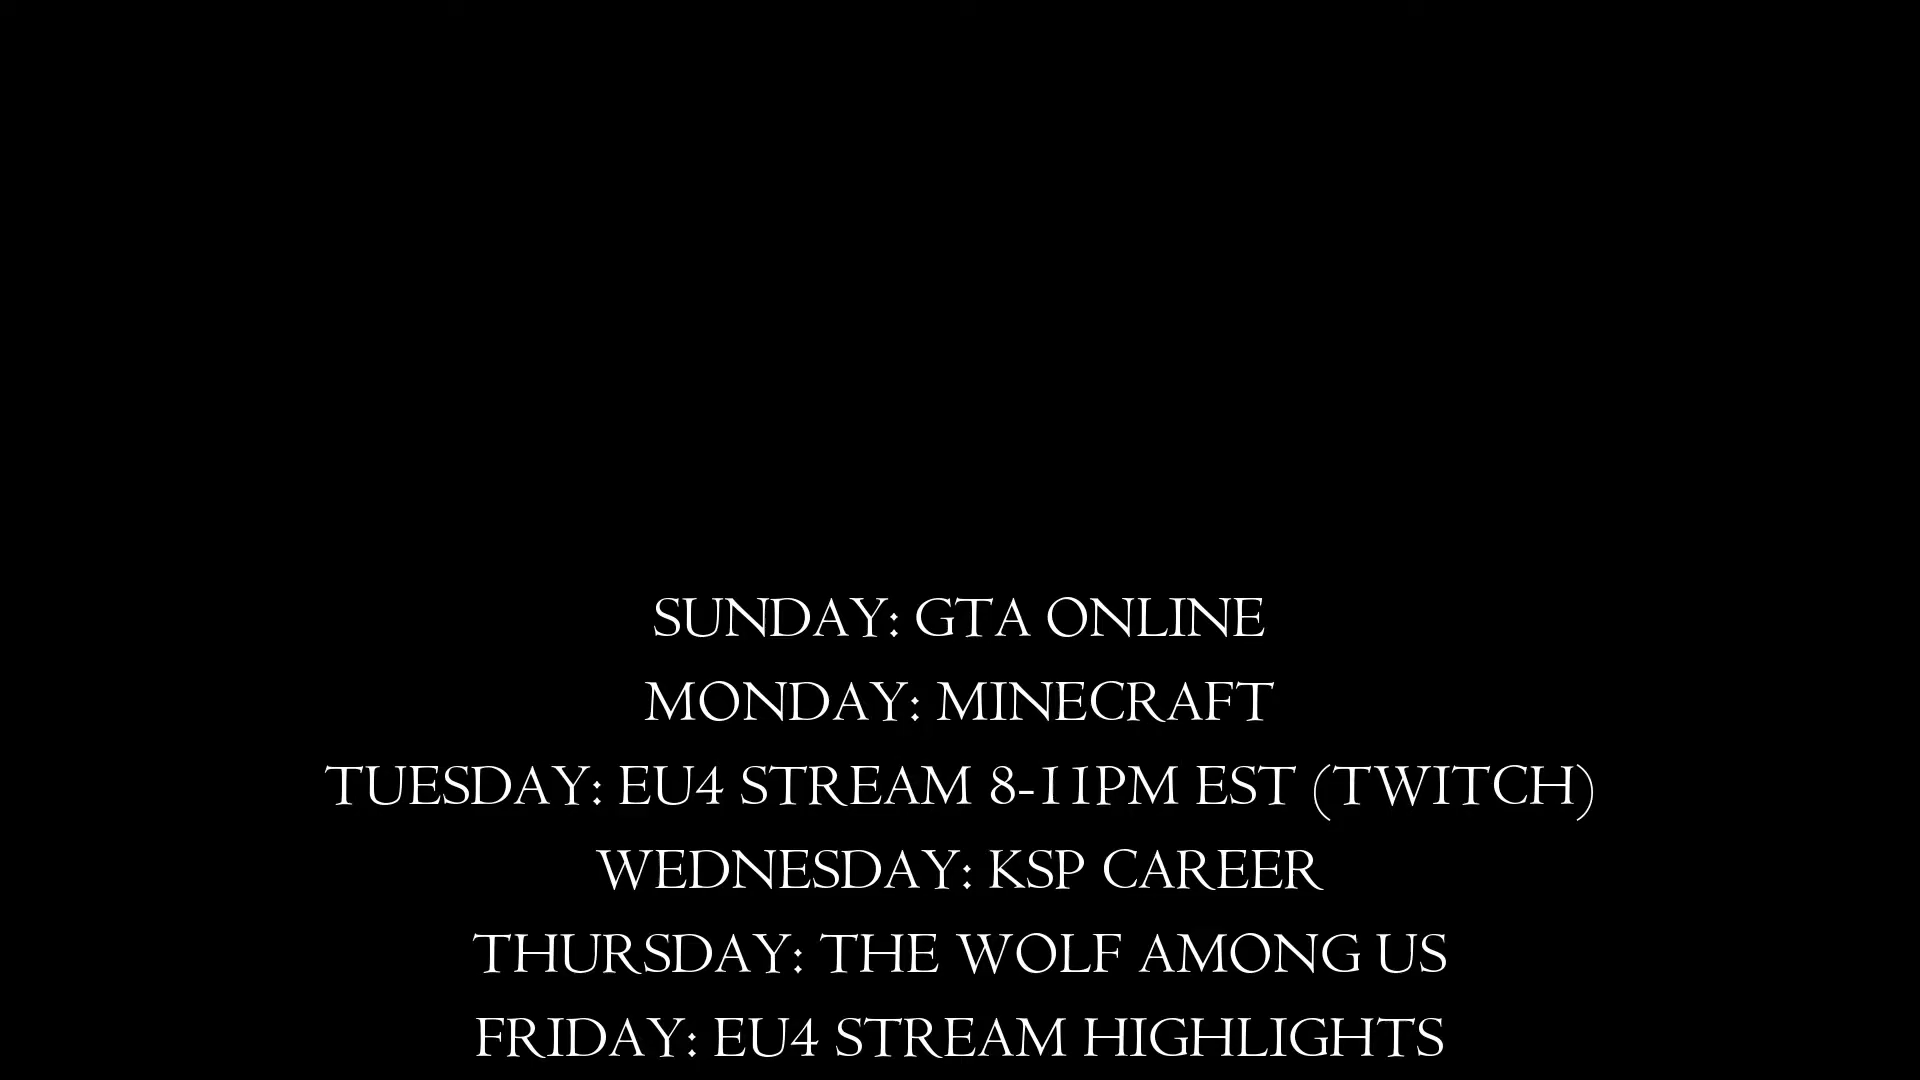 SUNDAY: GTA ONLINE
MONDAY: MINECRAFT
TUESDAY: EU4 STREAM 8-11PM EST (TWITCH)
WEDNESDAY: KSP CAREER
THURSDAY: THE WOLF AMONG US
FRIDAY: EU4 STREAM HIGHLIGHTS